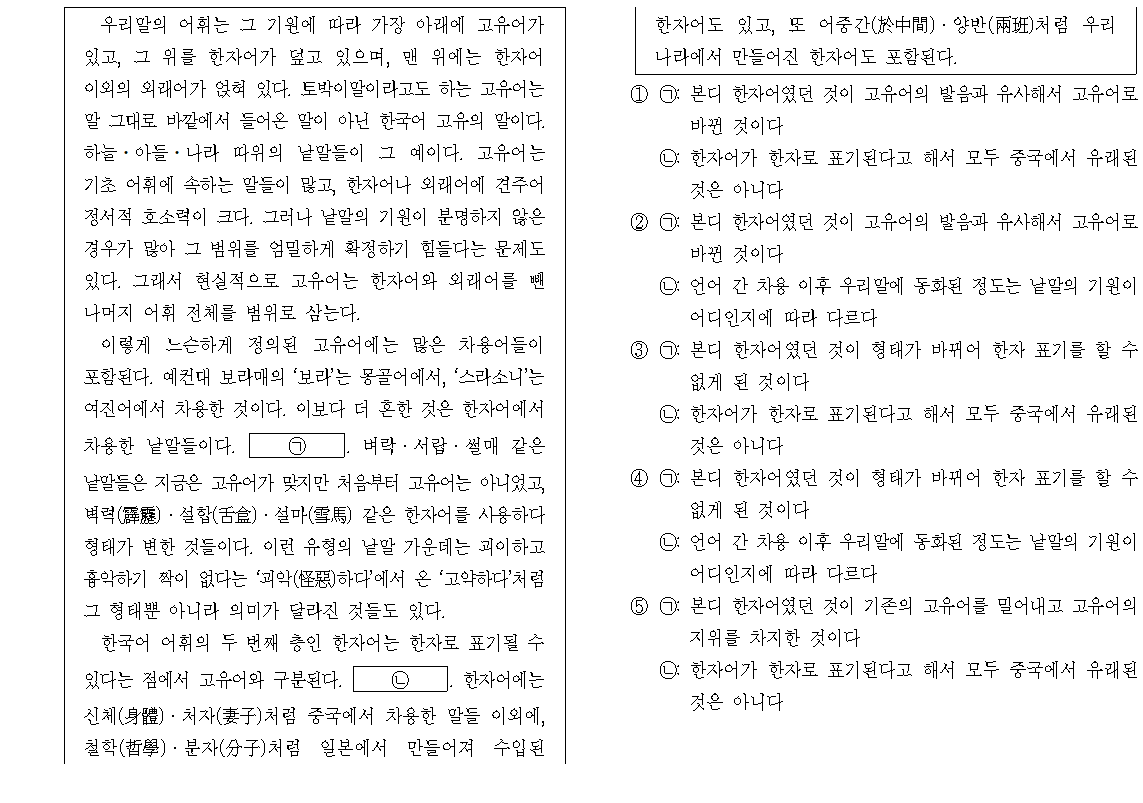 우리말의 어휘는 그 기원에 따라 가장 아래에 고유어가
있고, 그 위를 한자어가 덮고 있으며, 맨 위에는 한자어
이외의 외래어가 얹혀 있다. 토박이말이라고도 하는 고유어는
말 그대로 바깥에서 들어온 말이 아닌 한국어 고유의 말이다.
하늘·아들·나라 따위의 낱말들이 그 예이다. 고유어는
기초 어휘에 속하는 말들이 많고, 한자어나 외래어에 견주어
정서적 호소력이 크다. 그러나 낱말의 기원이 분명하지 않은
경우가 많아 그 범위를 엄밀하게 확정하기 힘들다는 문제도
있다. 그래서 현실적으로 고유어는 한자어와 외래어를 뺀
나머지 어휘 전체를 범위로 삼는다.
이렇게 느슨하게 정의된 고유어에는 많은 차용어들이
포함된다. 예컨대 보라매의 ‘보라’는 몽골어에서, ‘스라소니’는
여진어에서 차용한 것이다. 이보다 더 흔한 것은 한자어에서
차용한 낱말들이다. ㉠. 벼락·서랍·썰매 같은
낱말들은 지금은 고유어가 맞지만 처음부터 고유어는 아니었고,
벽력(霹靂)·설합(舌盒)·설마(雪馬) 같은 한자어를 사용하다
형태가 변한 것들이다. 이런 유형의 낱말 가운데는 괴이하고
흉악하기 짝이 없다는 ‘괴악(怪惡)하다’에서 온 ‘고약하다’처럼
그 형태뿐 아니라 의미가 달라진 것들도 있다.
한국어 어휘의 두 번째 층인 한자어는 한자로 표기될 수
있다는 점에서 고유어와 구분된다. ㉡. 한자어에는
신체(身體)·처자(妻子)처럼 중국에서 차용한 말들 이외에,
철학(哲學)·분자(分子)처럼 일본에서 만들어져 수입된
한자어도 있고, 또 어중간(於中間)·양반(兩班)처럼 우리
나라에서 만들어진 한자어도 포함된다.
① ㉠: 본디 한자어였던 것이 고유어의 발음과 유사해서 고유어로
바뀐 것이다
㉡: 한자어가 한자로 표기된다고 해서 모두 중국에서 유래된
것은 아니다
② ㉠: 본디 한자어였던 것이 고유어의 발음과 유사해서 고유어로
바뀐 것이다
㉡: 언어 간 차용 이후 우리말에 동화된 정도는 낱말의 기원이
어디인지에 따라 다르다
③ ㉠: 본디 한자어였던 것이 형태가 바뀌어 한자 표기를 할 수
없게 된 것이다
㉡: 한자어가 한자로 표기된다고 해서 모두 중국에서 유래된
것은 아니다
④ ㉠: 본디 한자어였던 것이 형태가 바뀌어 한자 표기를 할 수
없게 된 것이다
㉡: 언어 간 차용 이후 우리말에 동화된 정도는 낱말의 기원이
어디인지에 따라 다르다
⑤ ㉠: 본디 한자어였던 것이 기존의 고유어를 밀어내고 고유어의
지위를 차지한 것이다
㉡: 한자어가 한자로 표기된다고 해서 모두 중국에서 유래된
것은 아니다